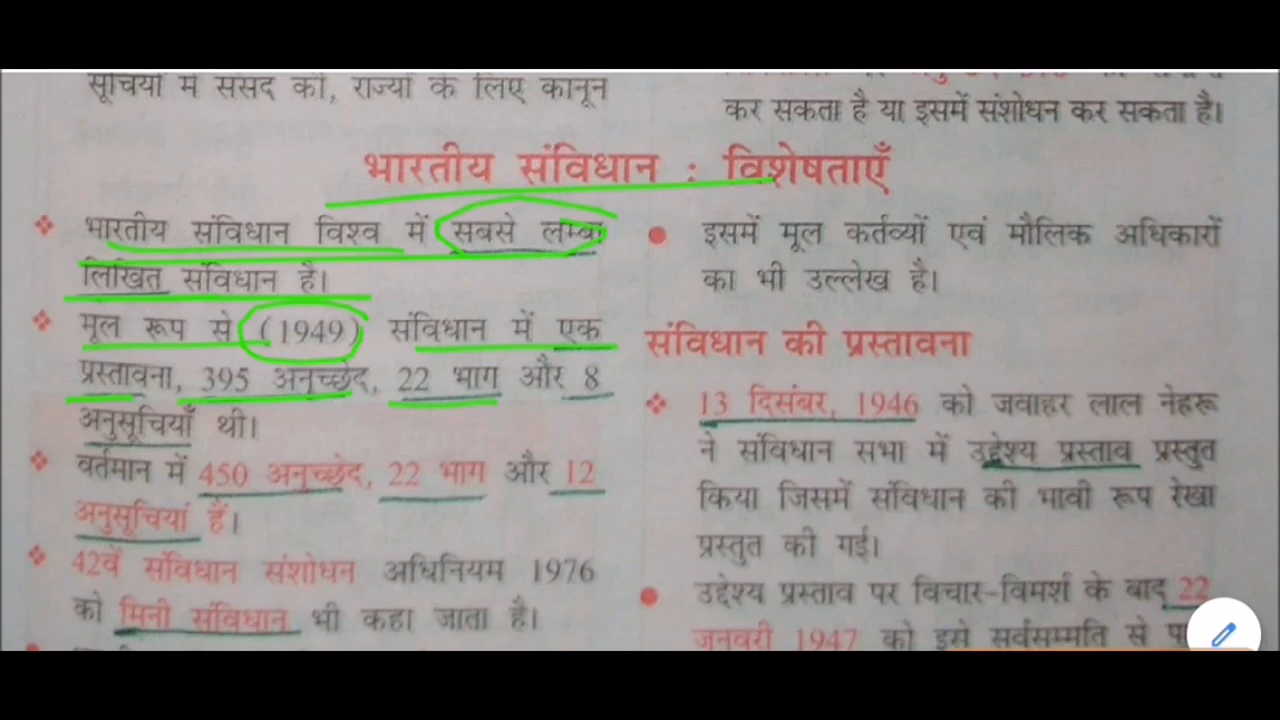 सूचियों में संसद को, राज्यों के लिए कानून
कर सकता है या इसमें संशोधन कर सकता है।
भारतीय संविधान : विशेषताएँ
❖ भारतीय संविधान विश्व में सबसे लम्बा
लिखित संविधान है।
❖ मूल रूप से (1949) संविधान में एक
प्रस्तावना, 395 अनुच्छेद, 22 भाग और 8
अनुसूचियाँ थी।
❖ वर्तमान में 450 अनुच्छेद, 22 भाग और 12
अनुसूचियां हैं।
❖ 42वें संविधान संशोधन अधिनियम 1976
को मिनी संविधान भी कहा जाता है।
● इसमें मूल कर्तव्यों एवं मौलिक अधिकारों
का भी उल्लेख है।
संविधान की प्रस्तावना
❖ 13 दिसंबर, 1946 को जवाहर लाल नेहरू
ने संविधान सभा में उद्देश्य प्रस्ताव प्रस्तुत
किया जिसमें संविधान की भावी रूप रेखा
प्रस्तुत की गई।
● उद्देश्य प्रस्ताव पर विचार-विमर्श के बाद 22
जनवरी 1947 को इसे सर्वसम्मति से